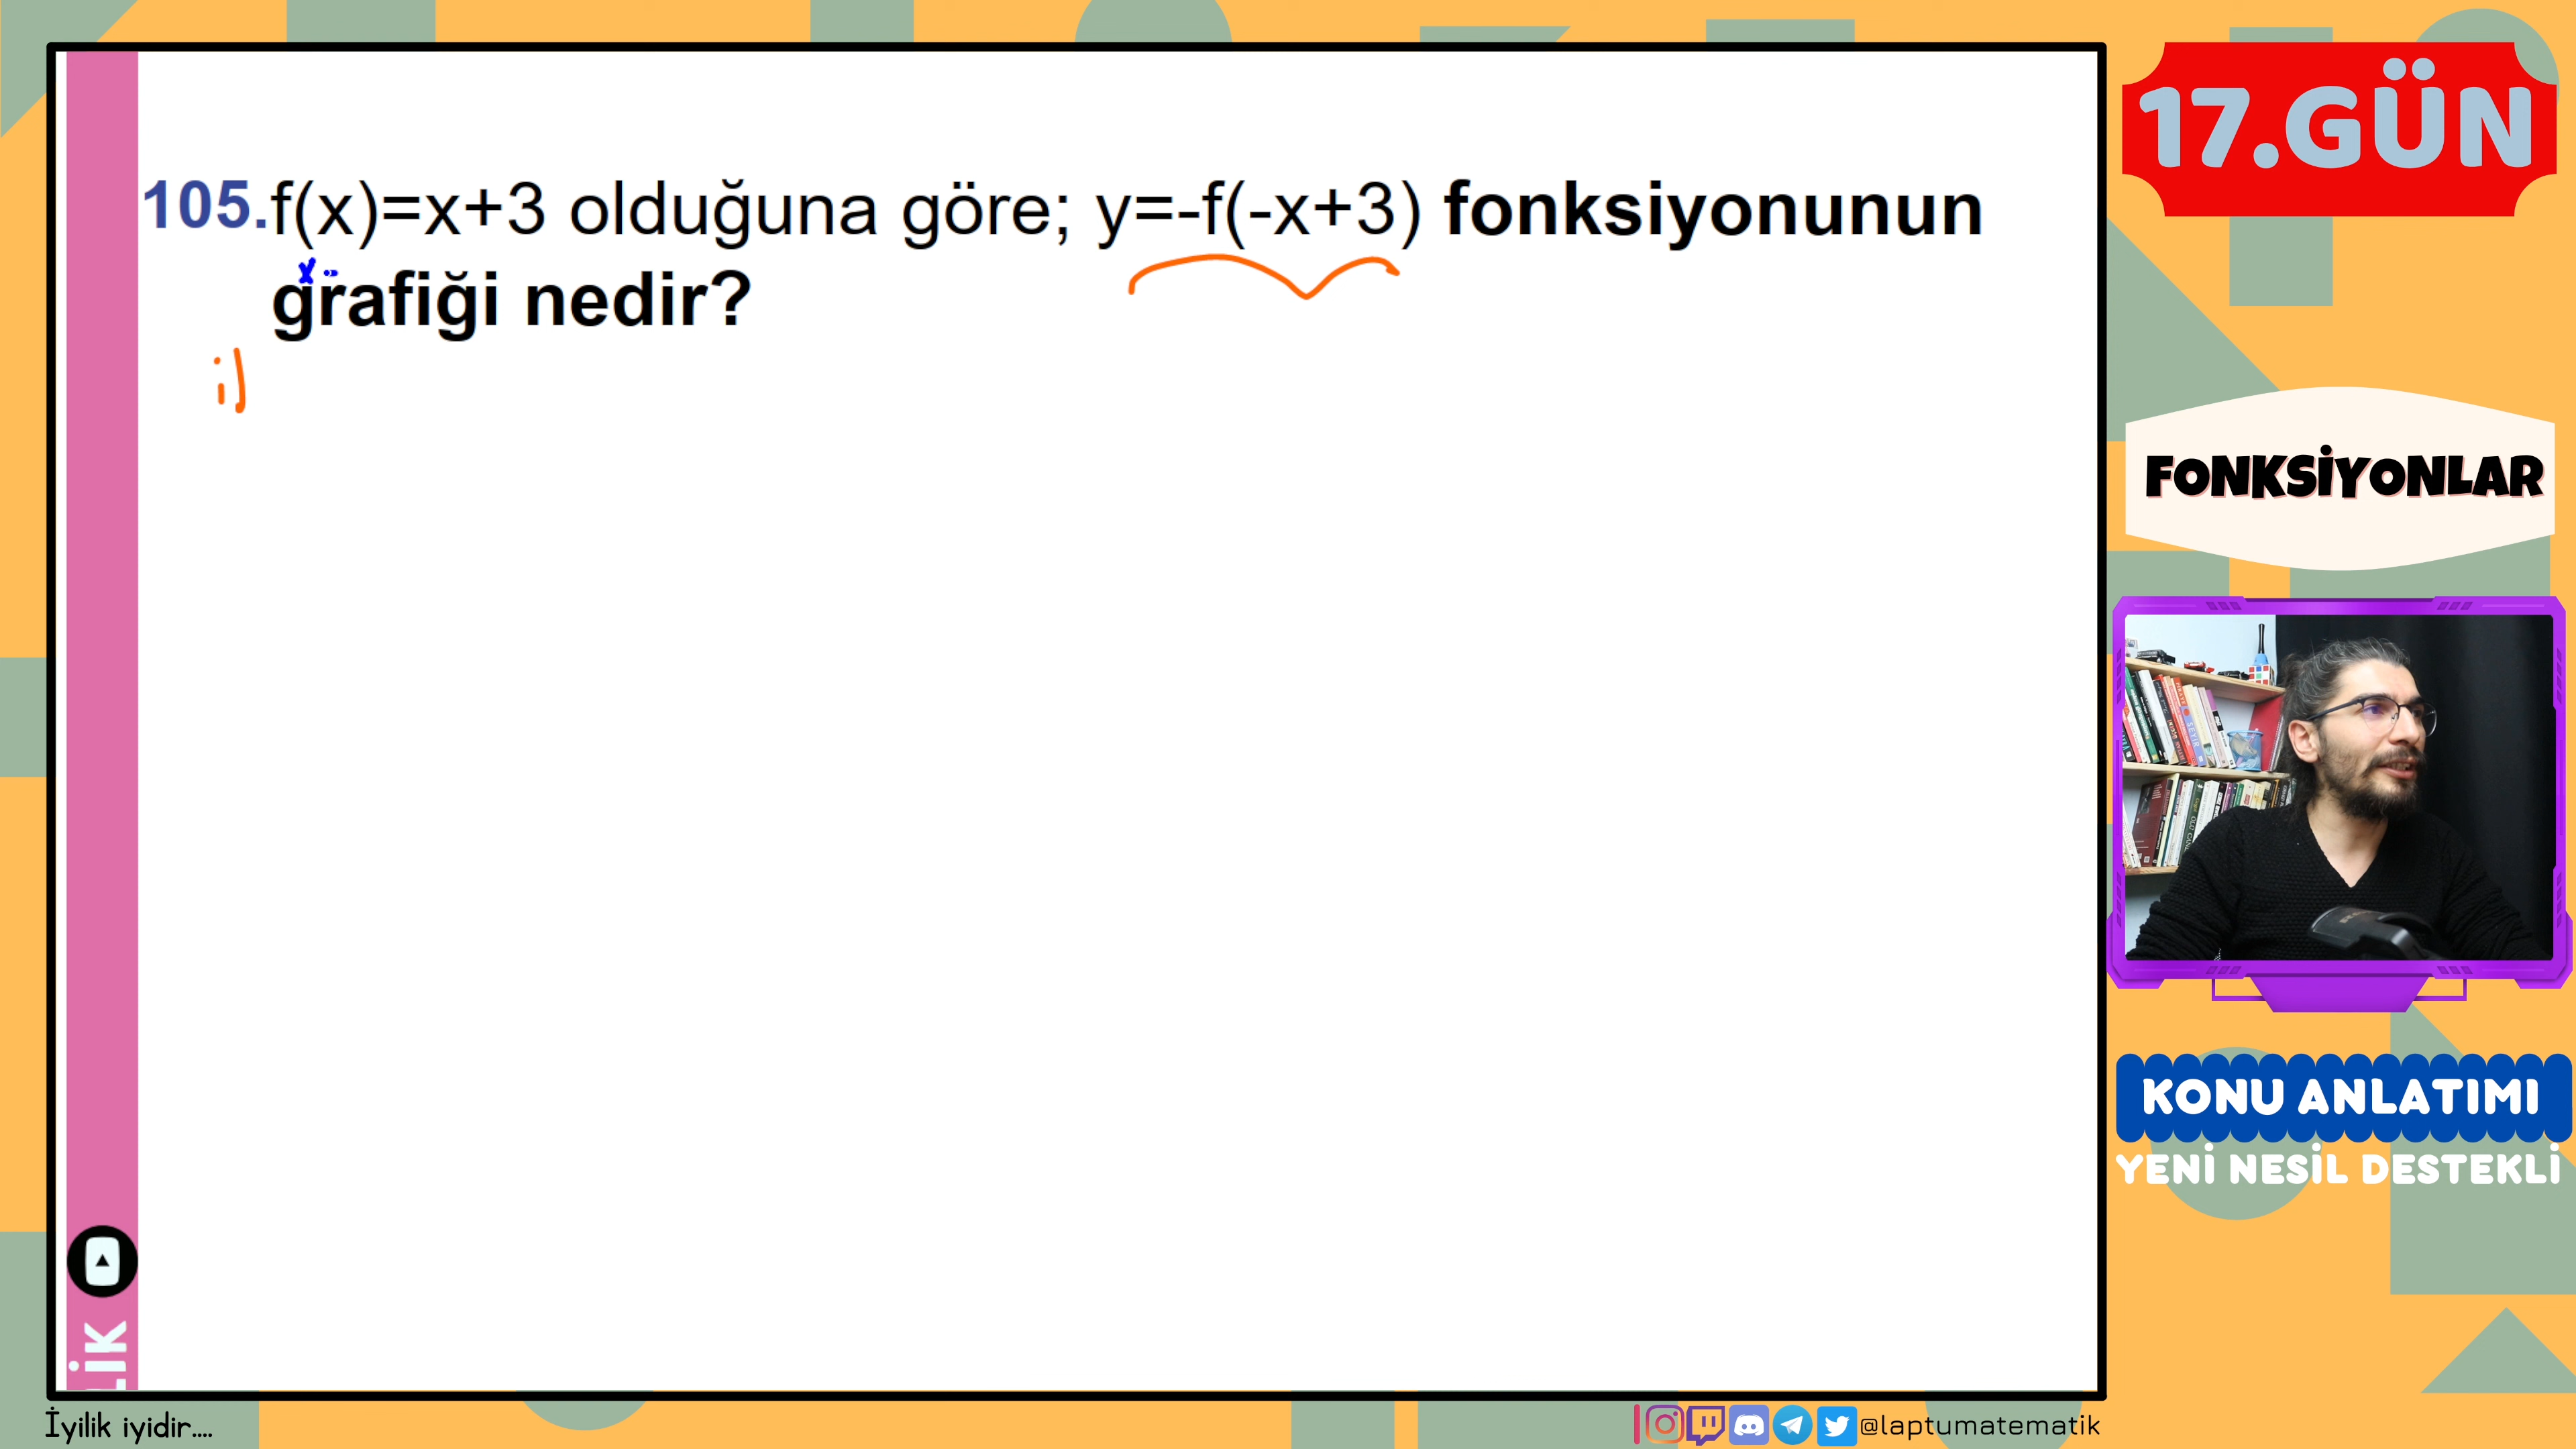 17.GÜN
105. f(x)=x+3 olduğuna göre; y=-f(-x+3) fonksiyonunun
grafiği nedir?
x
i)
FONKSİYONLAR
KONU ANLATIMI
YENİ NESİL DESTEKLİ
LİK
İyilik iyidir....
@laptumatematik